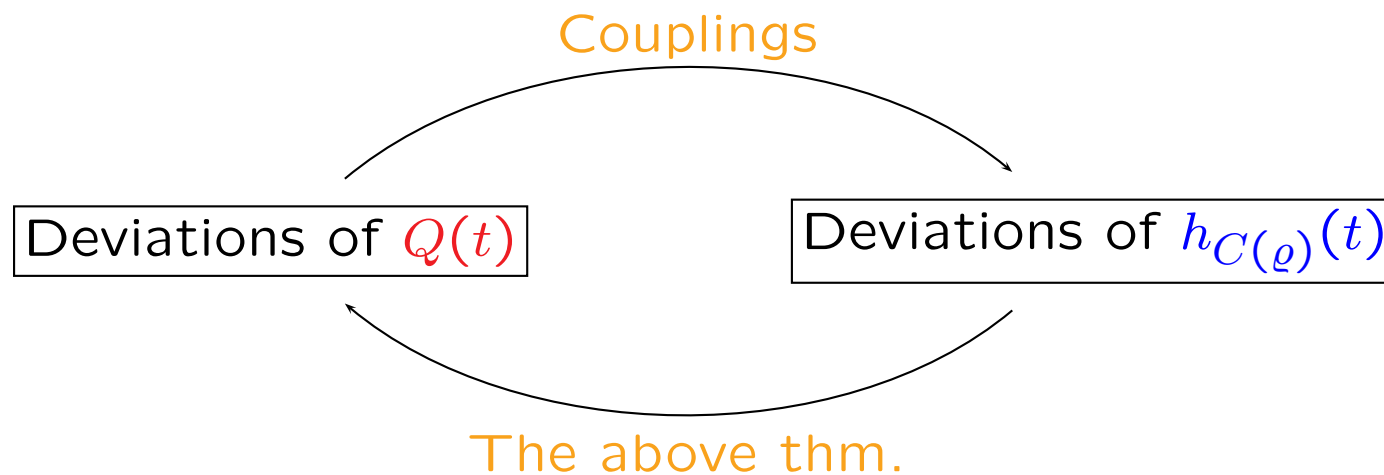 Couplings
Deviations of Q(t)
Deviations of h_{C(ϱ)}(t)
The above thm.